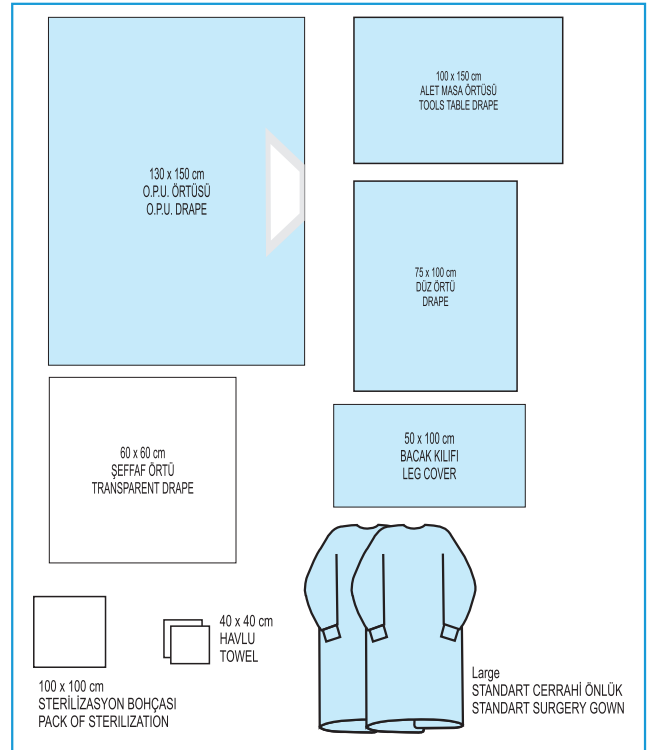 130 x 150 cm
O.P.U. ÖRTÜSÜ
O.P.U. DRAPE
100 x 150 cm
ALET MASA ÖRTÜSÜ
TOOLS TABLE DRAPE
75 x 100 cm
DÜZ ÖRTÜ
DRAPE
60 x 60 cm
ŞEFFAF ÖRTÜ
TRANSPARENT DRAPE
50 x 100 cm
BACAK KILIFI
LEG COVER
100 x 100 cm
STERİLİZASYON BOHÇASI
PACK OF STERILIZATION
40 x 40 cm
HAVLU
TOWEL
Large
STANDART CERRAHİ ÖNLÜK
STANDART SURGERY GOWN